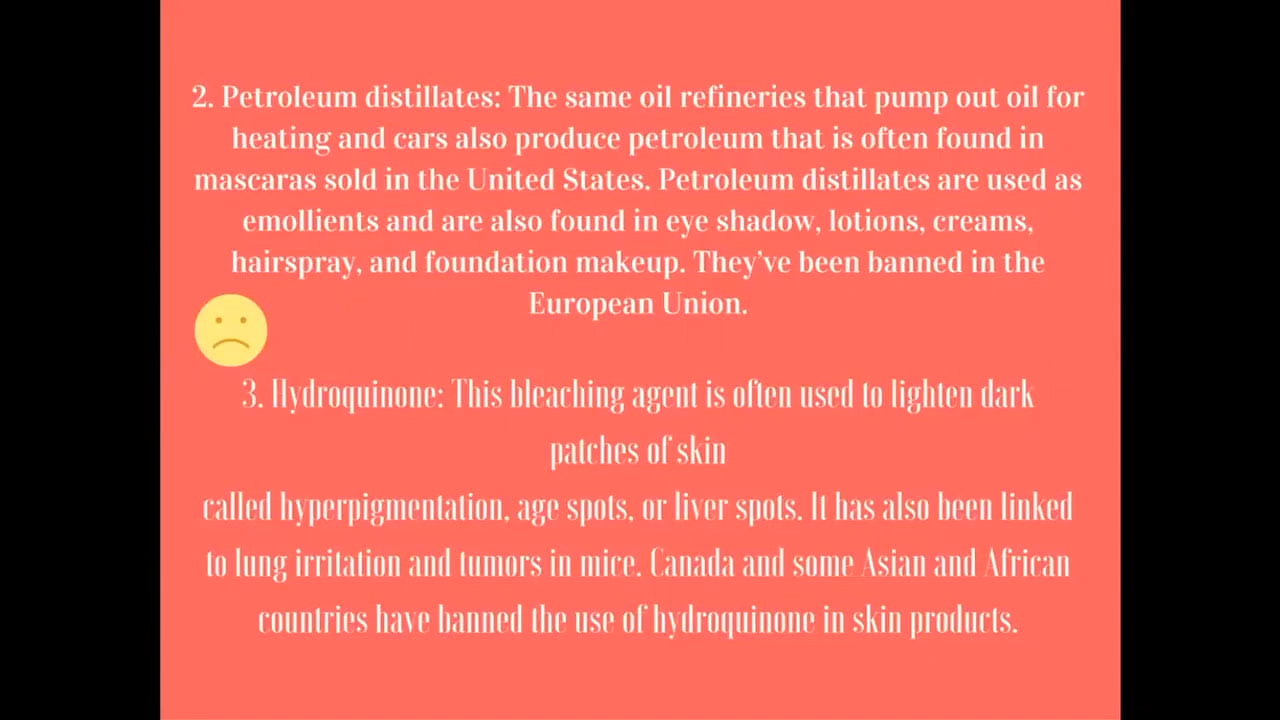 2. Petroleum distillates: The same oil refineries that pump out oil for
heating and cars also produce petroleum that is often found in
mascaras sold in the United States. Petroleum distillates are used as
emollients and are also found in eye shadow, lotions, creams,
hairspray, and foundation makeup. They’ve been banned in the
European Union.
3. Hydroquinone: This bleaching agent is often used to lighten dark
patches of skin
called hyperpigmentation, age spots, or liver spots. It has also been linked
to lung irritation and tumors in mice. Canada and some Asian and African
countries have banned the use of hydroquinone in skin products.